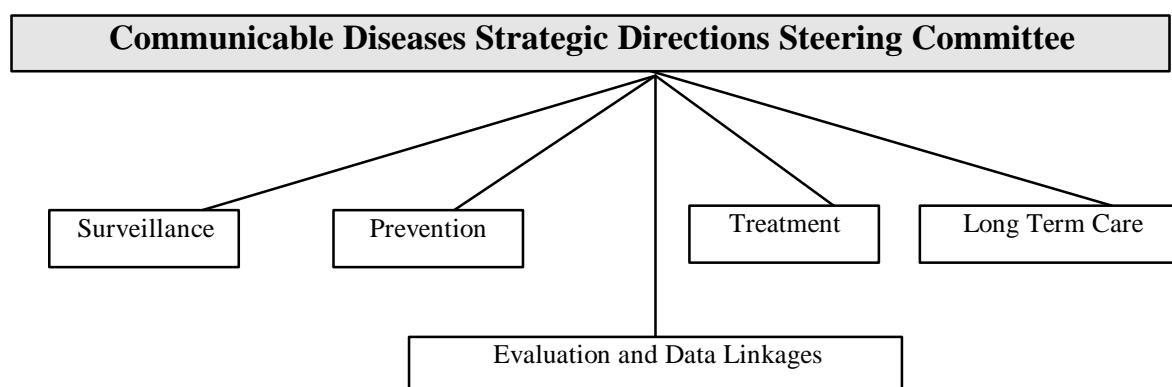 Communicable Diseases Strategic Directions Steering Committee
Surveillance
Prevention
Treatment
Long Term Care
Evaluation and Data Linkages